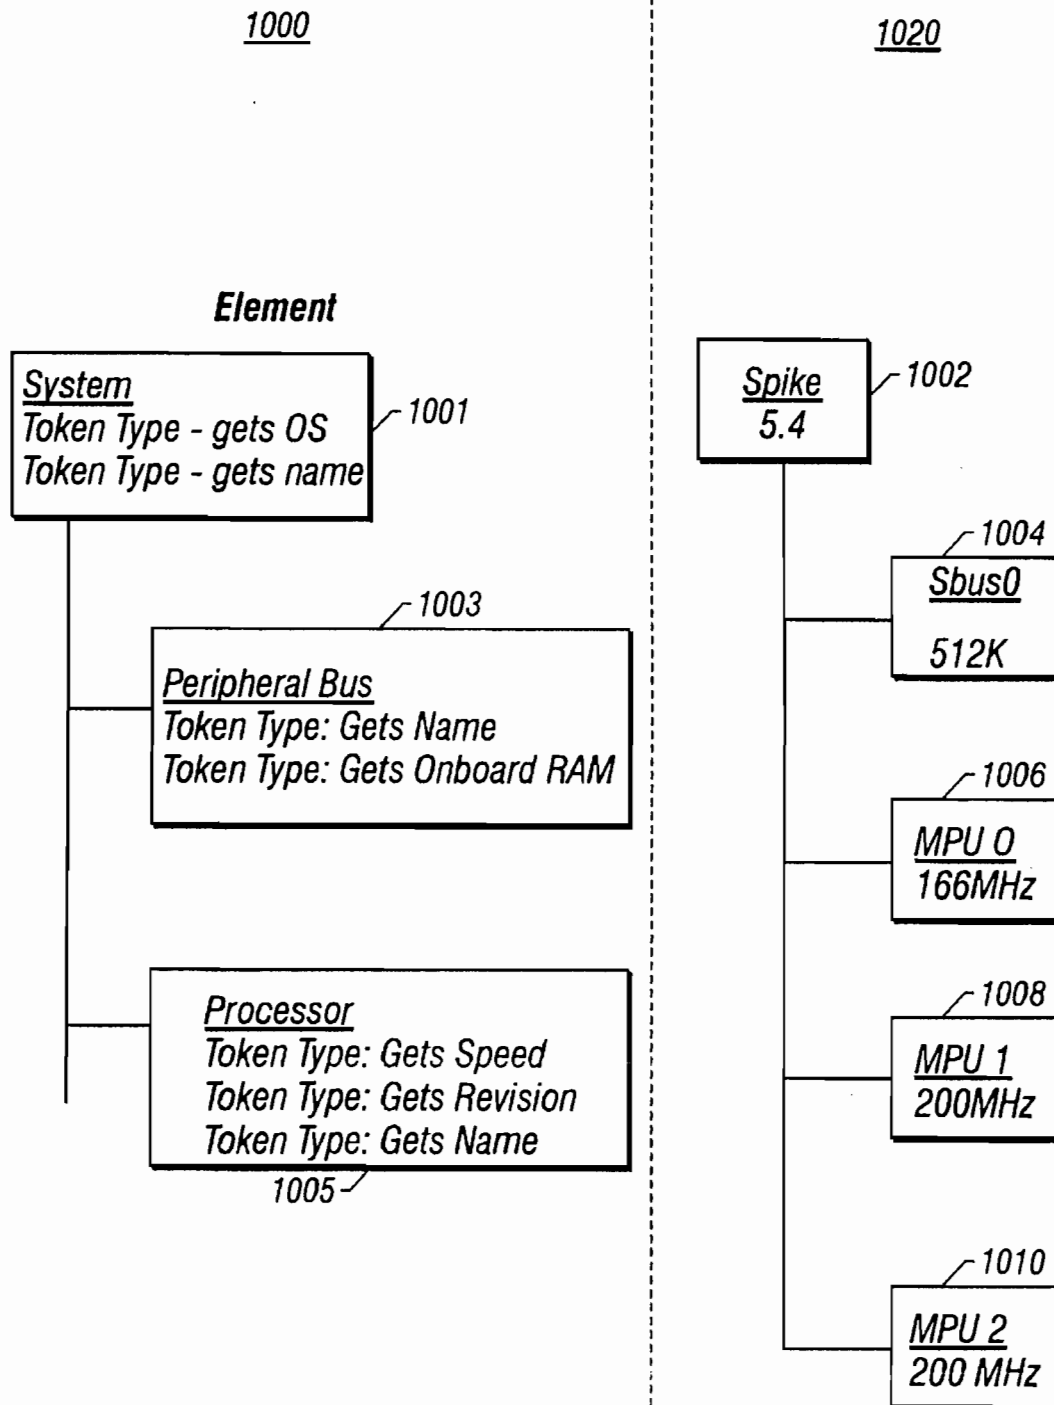 1000
1020
Element
System
Token Type - gets OS
Token Type - gets name
1001
1003
Peripheral Bus
Token Type: Gets Name
Token Type: Gets Onboard RAM
Processor
Token Type: Gets Speed
Token Type: Gets Revision
Token Type: Gets Name
1005
Spike
5.4
1002
1004
Sbus0
512K
1006
MPU 0
166MHz
1008
MPU 1
200MHz
1010
MPU 2
200 MHz